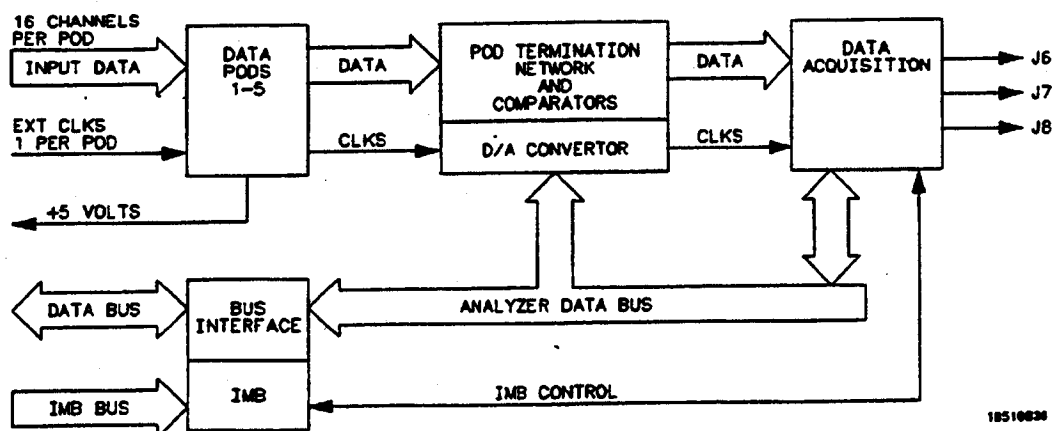 16 CHANNELS
PER POD
INPUT DATA
EXT CLKS
1 PER POD
DATA
PODS
1-5
DATA
CLKS
POD TERMINATION
NETWORK
AND
COMPARATORS
D/A CONVERTOR
DATA
CLKS
DATA
ACQUISITION
J6
J7
J8
+5 VOLTS
DATA BUS
BUS
INTERFACE
ANALYZER DATA BUS
IMB BUS
IMB
IMB CONTROL